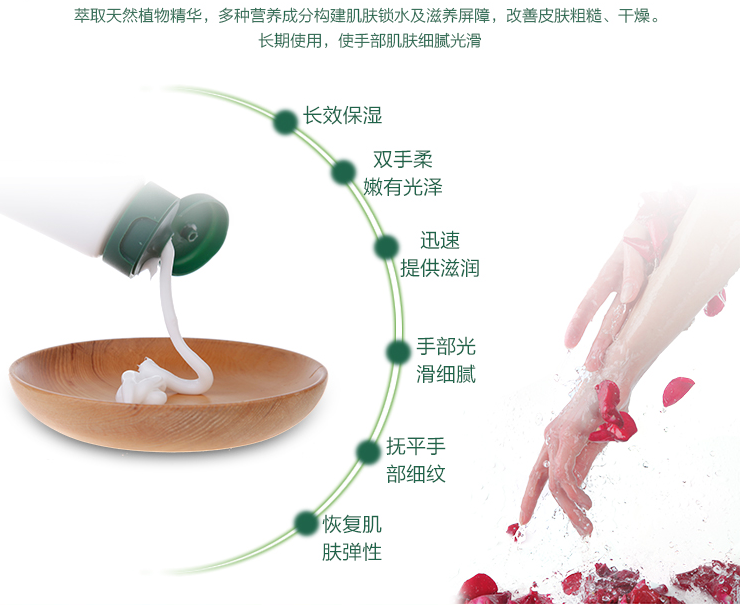 萃取天然植物精华，多种营养成分构建肌肤锁水及滋养屏障，改善皮肤粗糙、干燥。
长期使用，使手部肌肤细腻光滑
长效保湿
双手柔
嫩有光泽
迅速
提供滋润
手部光
滑细腻
抚平手
部细纹
恢复肌
肤弹性